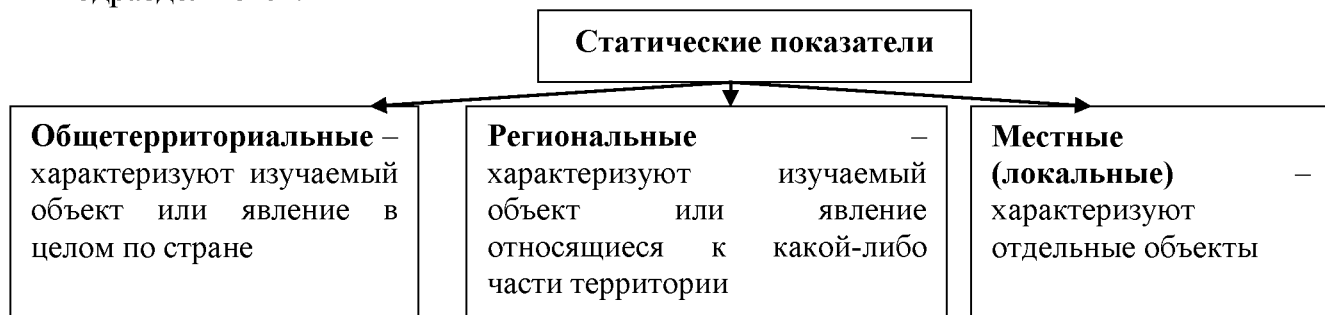 Статические показатели
Общетерриториальные –
характеризуют изучаемый
объект или явление в
целом по стране
Региональные –
характеризуют изучаемый
объект или явление
относящиеся к какой-либо
части территории
Местные
(локальные) –
характеризуют
отдельные объекты